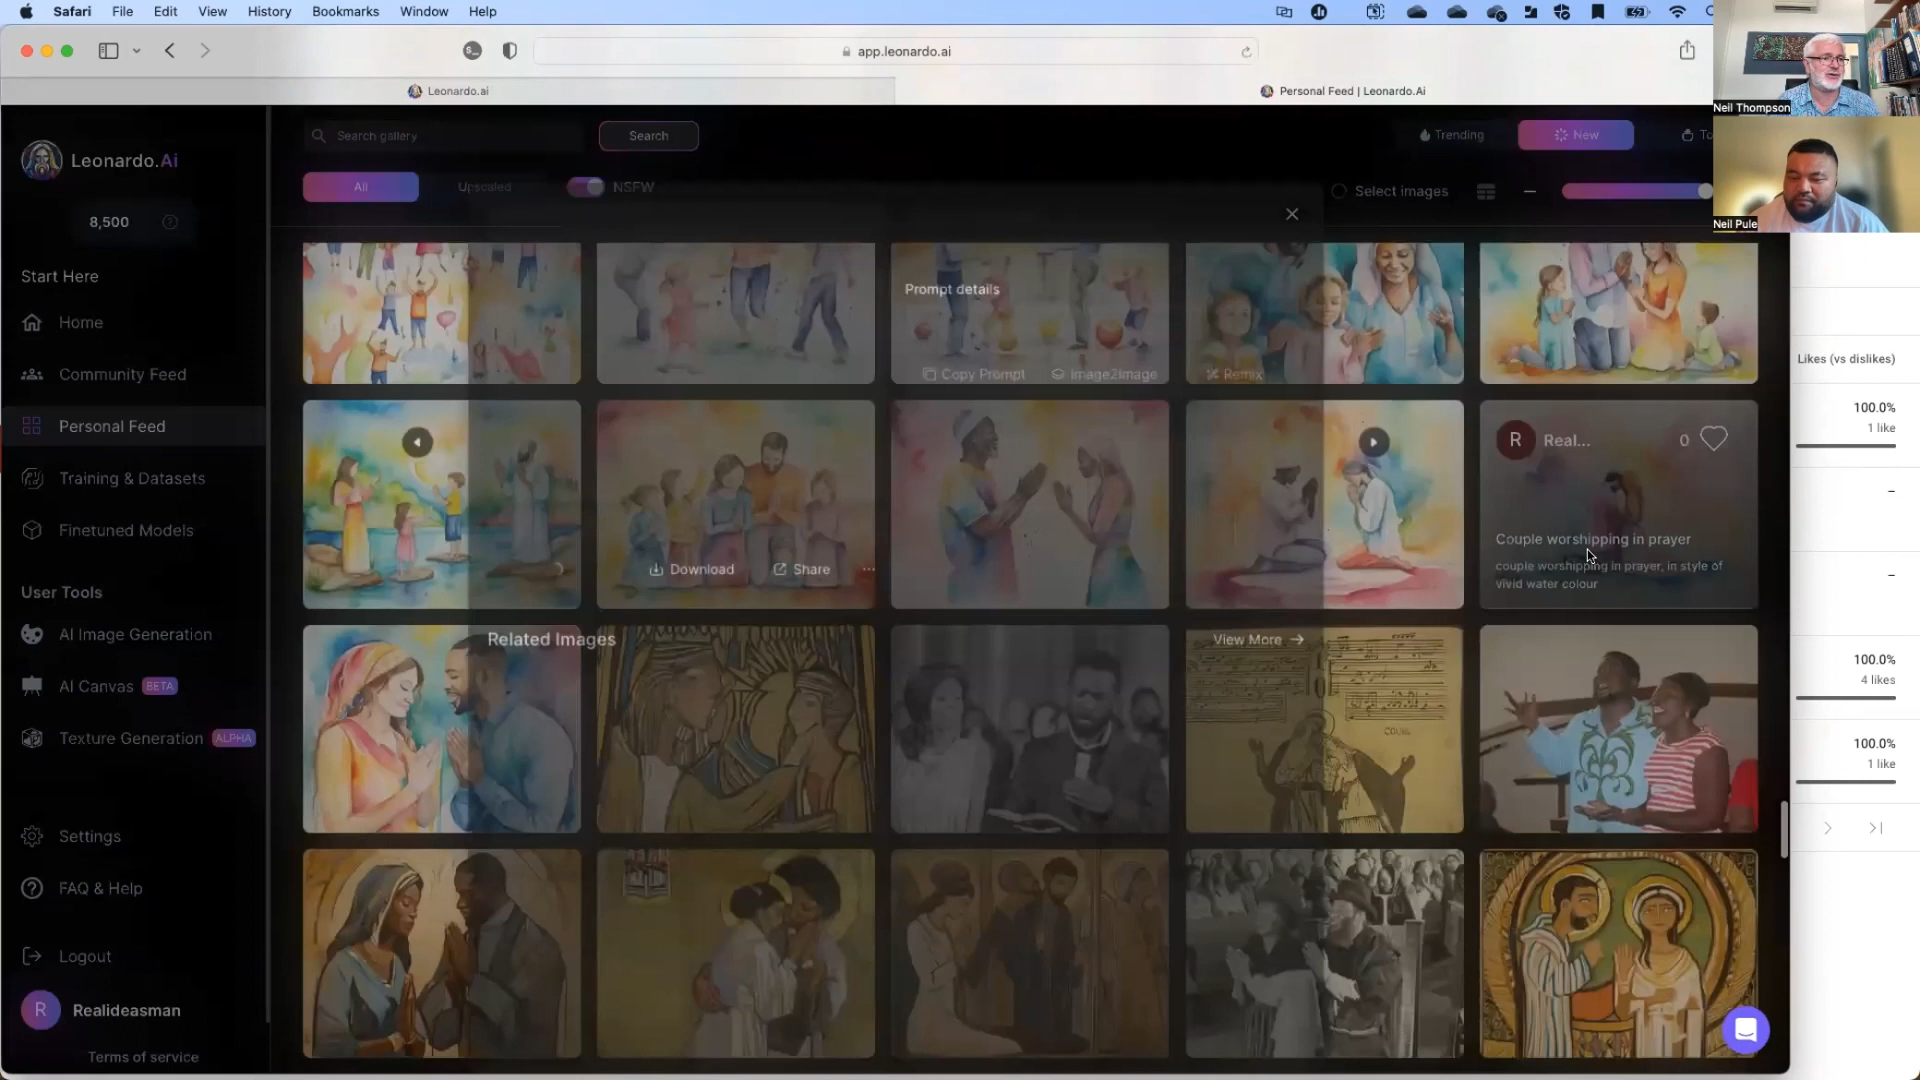 Safari File Edit View History Bookmarks Window Help
app.leonardo.ai
Leonardo.ai
Personal Feed | Leonardo.Ai
Neil Thompson
Neil Pule
Leonardo.Ai
8,500
Start Here
Home
Community Feed
Personal Feed
Training & Datasets
Finetuned Models
User Tools
AI Image Generation
AI Canvas BETA
Texture Generation ALPHA
Settings
FAQ & Help
Logout
R Realideasman
Terms of service
Search gallery
Search
Trending
New
To
All
Upscaled
NSFW
Select images
Prompt details
Copy Prompt
Image2Image
Remix
R Real... 0
Couple worshipping in prayer
couple worshipping in prayer, in style of
vivid water colour
Download
Share
Related Images
View More
Likes (vs dislikes)
100.0%
1 like
–
–
100.0%
4 likes
100.0%
1 like